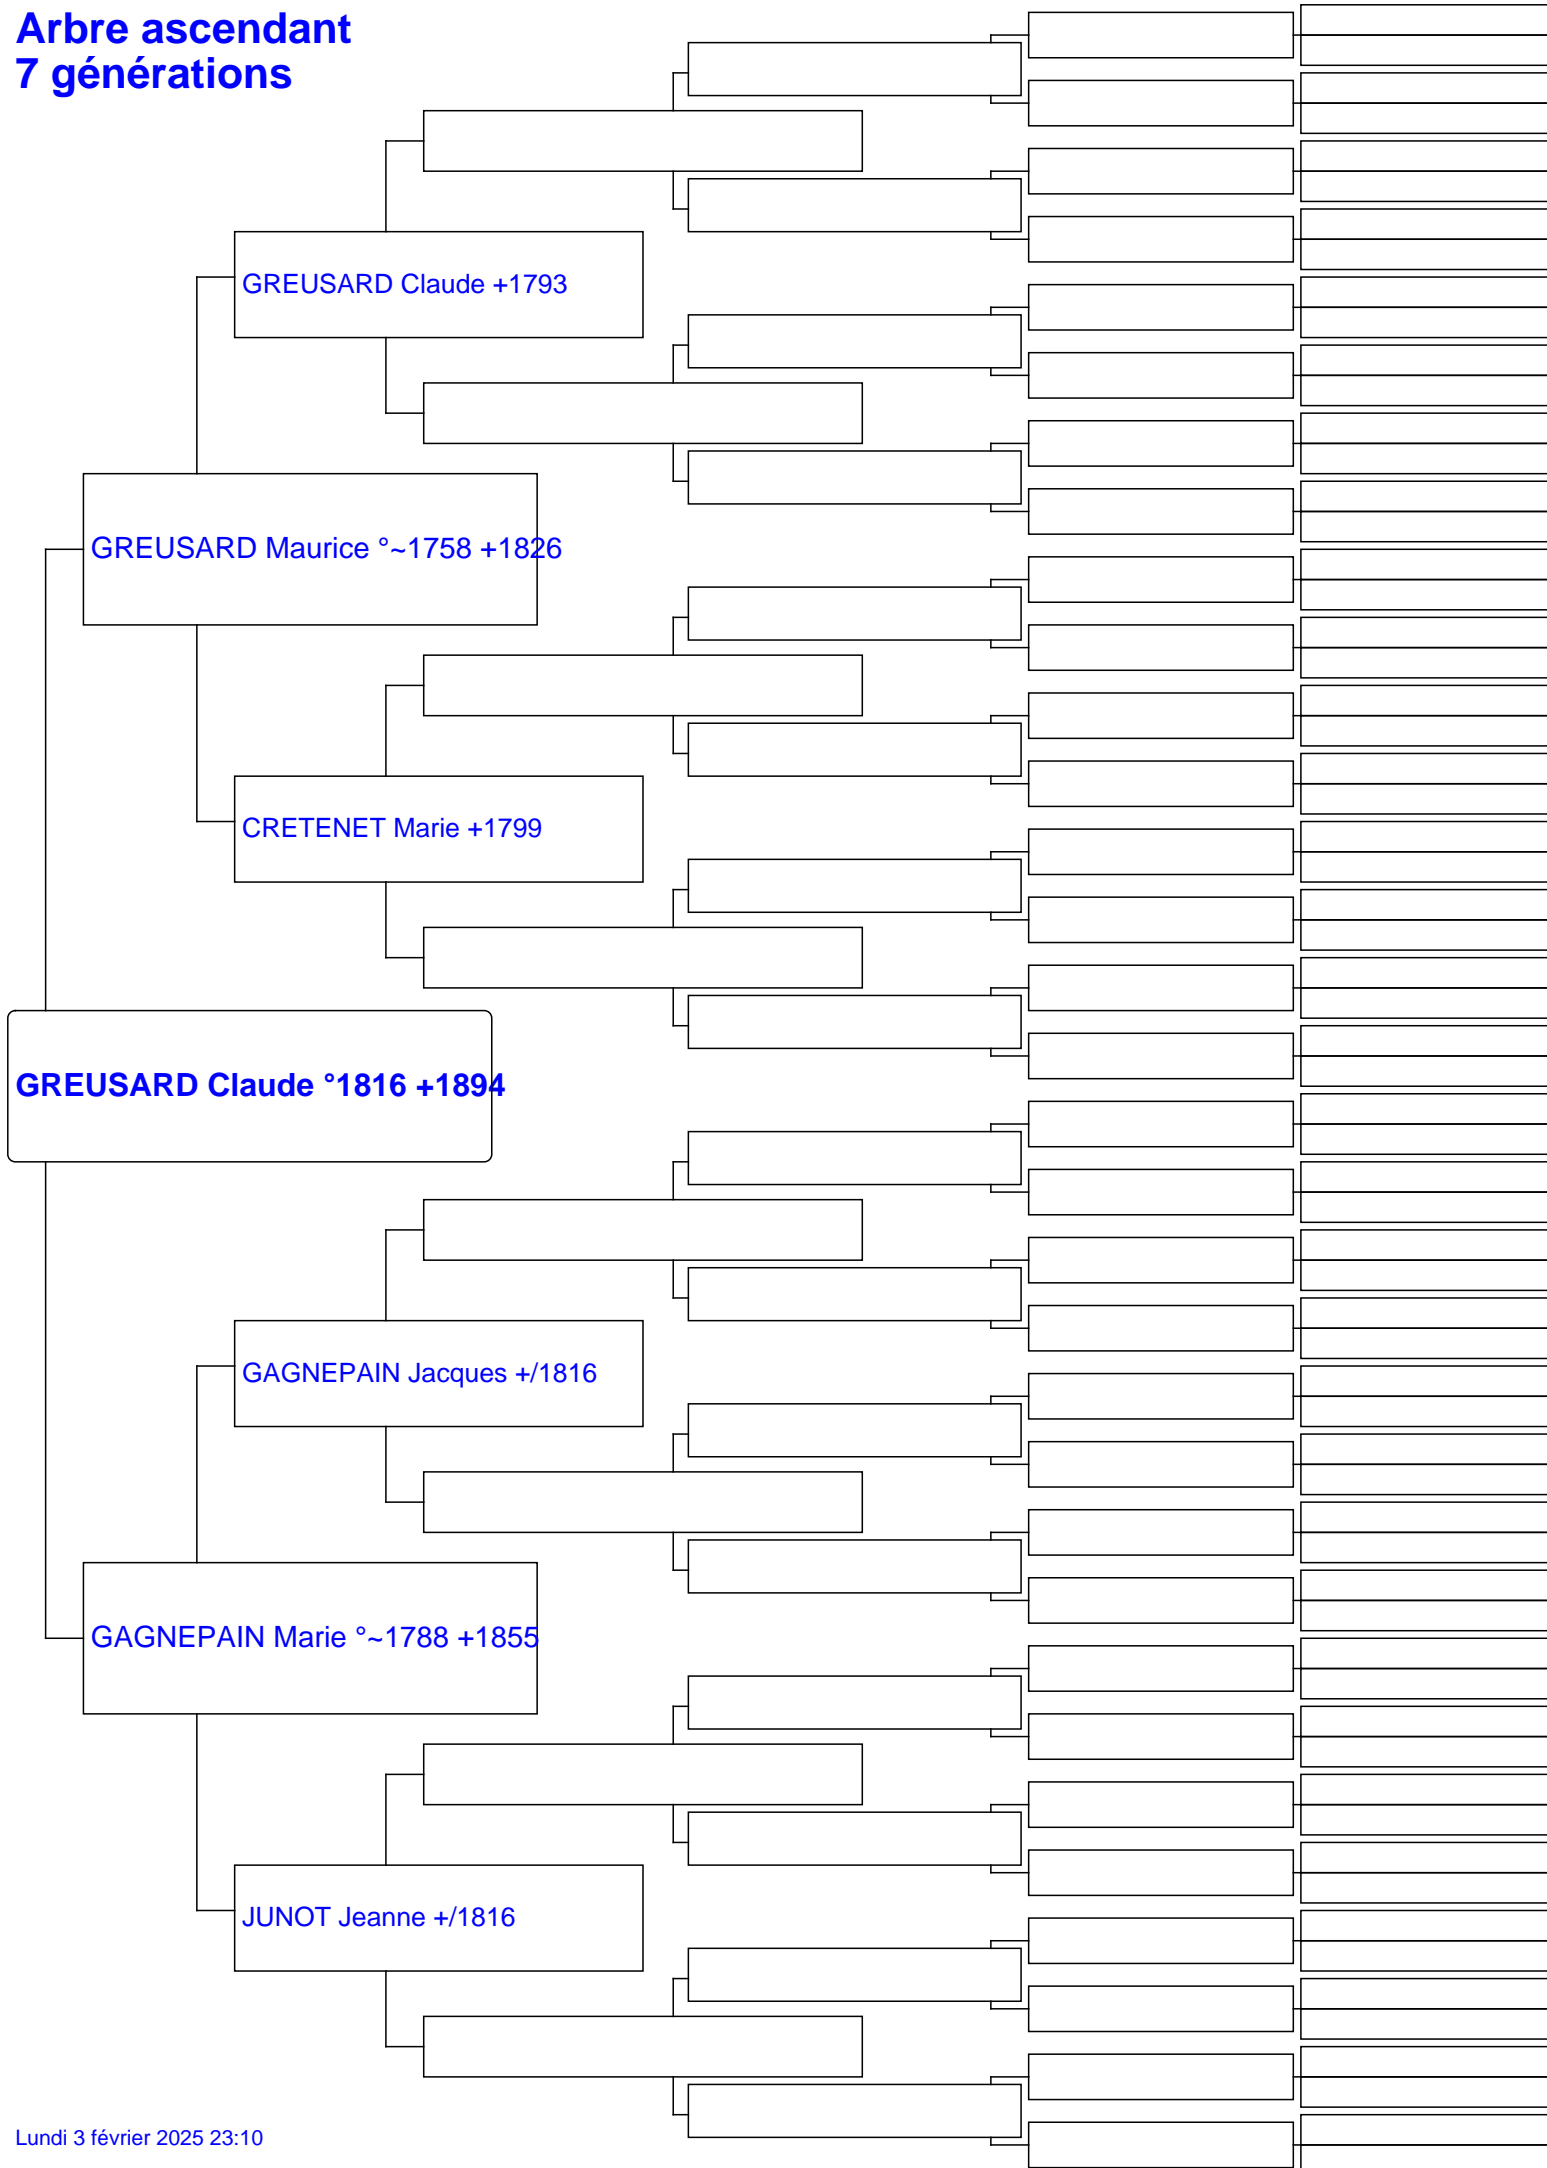 Arbre ascendant
7 générations
GREUSARD Claude +1793
GREUSARD Maurice °~1758 +1826
CRETENET Marie +1799
GREUSARD Claude °1816 +1894
GAGNEPAIN Jacques +/1816
GAGNEPAIN Marie °~1788 +1855
JUNOT Jeanne +/1816
Lundi 3 février 2025 23:10